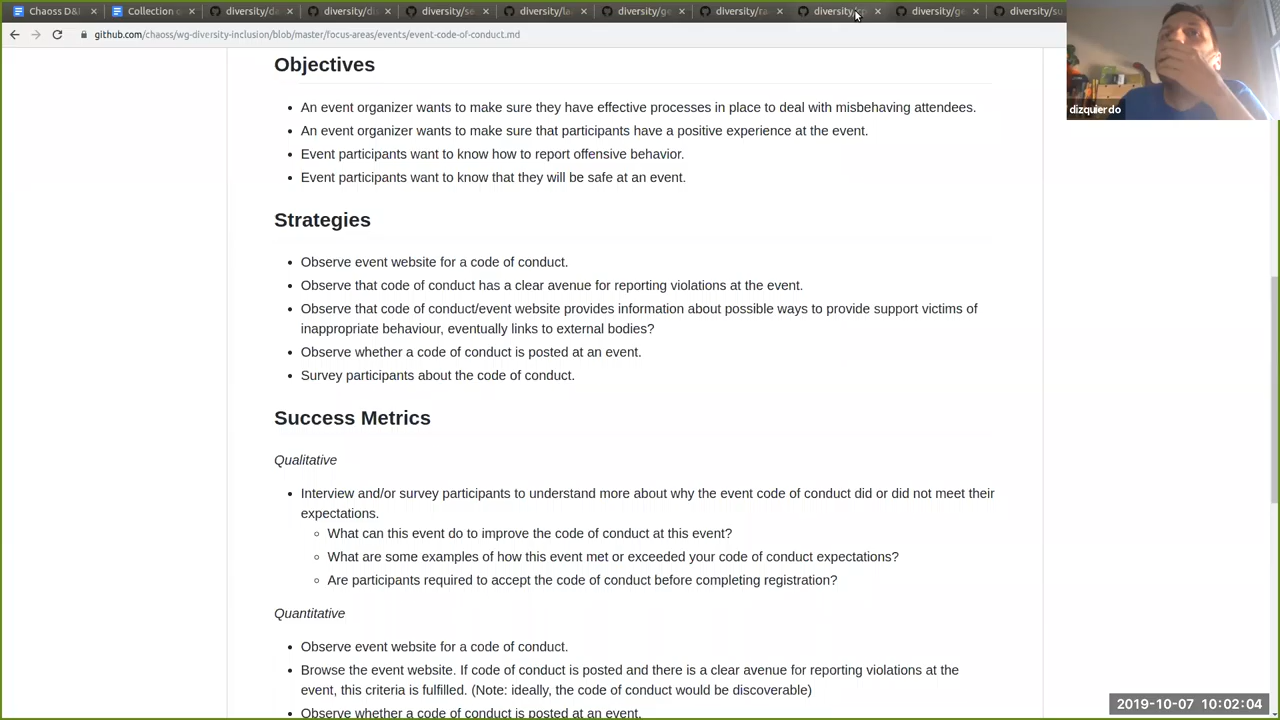 Chaoss D&I
Collection
diversity/da
diversity/di
diversity/se
diversity/la
diversity/ge
diversity/ra
diversity/
diversity/ge
diversity/su
github.com/chaoss/wg-diversity-inclusion/blob/master/focus-areas/events/event-code-of-conduct.md
dizquierdo
Objectives
• An event organizer wants to make sure they have effective processes in place to deal with misbehaving attendees.
• An event organizer wants to make sure that participants have a positive experience at the event.
• Event participants want to know how to report offensive behavior.
• Event participants want to know that they will be safe at an event.
Strategies
• Observe event website for a code of conduct.
• Observe that code of conduct has a clear avenue for reporting violations at the event.
• Observe that code of conduct/event website provides information about possible ways to provide support victims of
inappropriate behaviour, eventually links to external bodies?
• Observe whether a code of conduct is posted at an event.
• Survey participants about the code of conduct.
Success Metrics
Qualitative
• Interview and/or survey participants to understand more about why the event code of conduct did or did not meet their
expectations.
◦ What can this event do to improve the code of conduct at this event?
◦ What are some examples of how this event met or exceeded your code of conduct expectations?
◦ Are participants required to accept the code of conduct before completing registration?
Quantitative
• Observe event website for a code of conduct.
• Browse the event website. If code of conduct is posted and there is a clear avenue for reporting violations at the
event, this criteria is fulfilled. (Note: ideally, the code of conduct would be discoverable)
• Observe whether a code of conduct is posted at an event.
2019-10-07 10:02:04